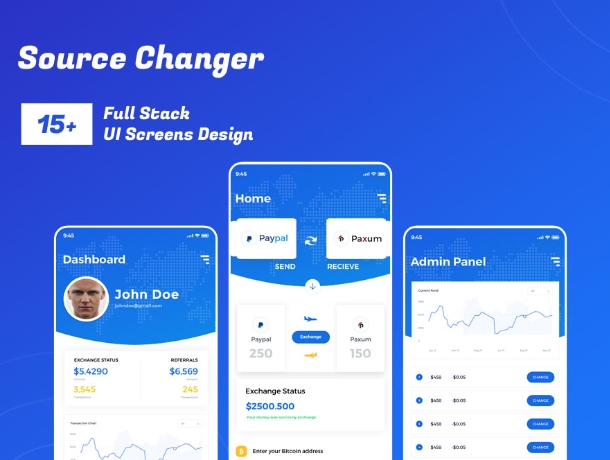 Source Changer
15+
Full Stack
UI Screens Design
9:45
Dashboard
John Doe
johndoe@gmail.com
EXCHANGE STATUS
REFERRALS
$5.4290
$6,569
3,545
245
Transaction Chart
9:45
Home
Paypal
Paxum
SEND
RECIEVE
Paypal
250
Exchange
Paxum
150
Exchange Status
$2500.500
Enter your Bitcoin address
9:45
Admin Panel
Current Field
$450
-$0.05
CHANGE
$450
-$0.05
CHANGE
$450
-$0.05
CHANGE
$450
-$0.05
CHANGE